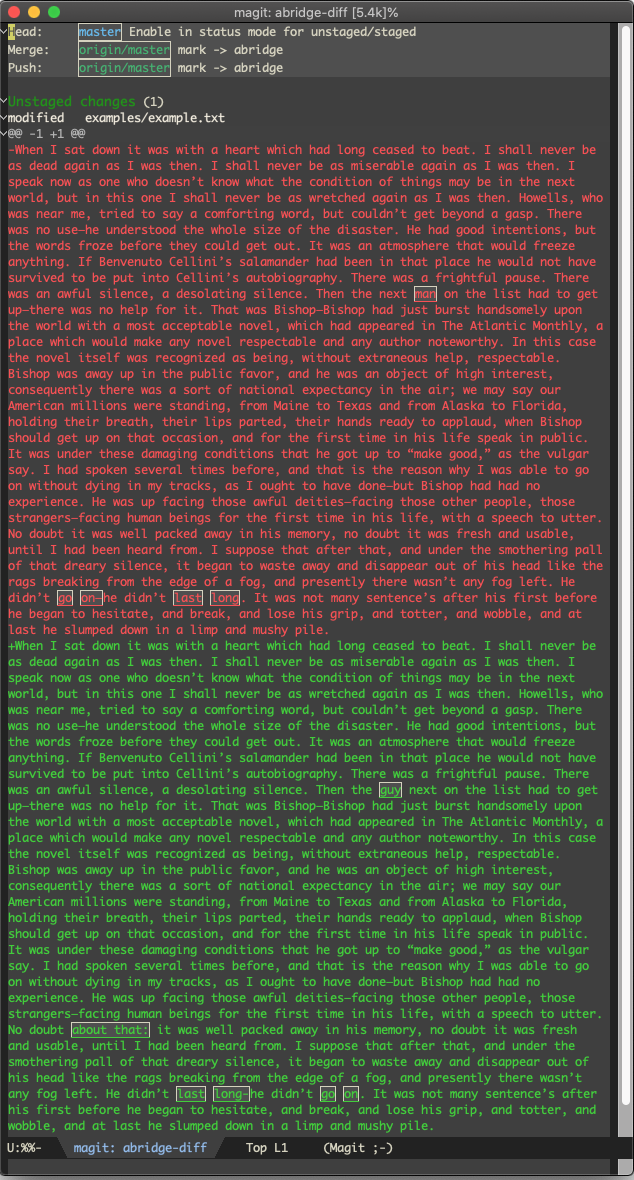 magit: abridge-diff [5.4k]%
Head:     master Enable in status mode for unstaged/staged
Merge:    origin/master mark -> abridge
Push:     origin/master mark -> abridge
Unstaged changes (1)
modified   examples/example.txt
@@ -1 +1 @@
-When I sat down it was with a heart which had long ceased to beat. I shall never be
as dead again as I was then. I shall never be as miserable again as I was then. I
speak now as one who doesn’t know what the condition of things may be in the next
world, but in this one I shall never be as wretched again as I was then. Howells, who
was near me, tried to say a comforting word, but couldn’t get beyond a gasp. There
was no use—he understood the whole size of the disaster. He had good intentions, but
the words froze before they could get out. It was an atmosphere that would freeze
anything. If Benvenuto Cellini’s salamander had been in that place he would not have
survived to be put into Cellini’s autobiography. There was a frightful pause. There
was an awful silence, a desolating silence. Then the next man on the list had to get
up—there was no help for it. That was Bishop—Bishop had just burst handsomely upon
the world with a most acceptable novel, which had appeared in The Atlantic Monthly, a
place which would make any novel respectable and any author noteworthy. In this case
the novel itself was recognized as being, without extraneous help, respectable.
Bishop was away up in the public favor, and he was an object of high interest,
consequently there was a sort of national expectancy in the air; we may say our
American millions were standing, from Maine to Texas and from Alaska to Florida,
holding their breath, their lips parted, their hands ready to applaud, when Bishop
should get up on that occasion, and for the first time in his life speak in public.
It was under these damaging conditions that he got up to “make good,” as the vulgar
say. I had spoken several times before, and that is the reason why I was able to go
on without dying in my tracks, as I ought to have done—but Bishop had had no
experience. He was up facing those awful deities—facing those other people, those
strangers—facing human beings for the first time in his life, with a speech to utter.
No doubt it was well packed away in his memory, no doubt it was fresh and usable,
until I had been heard from. I suppose that after that, and under the smothering pall
of that dreary silence, it began to waste away and disappear out of his head like the
rags breaking from the edge of a fog, and presently there wasn’t any fog left. He
didn’t go on—he didn’t last long. It was not many sentence’s after his first before
he began to hesitate, and break, and lose his grip, and totter, and wobble, and at
last he slumped down in a limp and mushy pile.
+When I sat down it was with a heart which had long ceased to beat. I shall never be
as dead again as I was then. I shall never be as miserable again as I was then. I
speak now as one who doesn’t know what the condition of things may be in the next
world, but in this one I shall never be as wretched again as I was then. Howells, who
was near me, tried to say a comforting word, but couldn’t get beyond a gasp. There
was no use—he understood the whole size of the disaster. He had good intentions, but
the words froze before they could get out. It was an atmosphere that would freeze
anything. If Benvenuto Cellini’s salamander had been in that place he would not have
survived to be put into Cellini’s autobiography. There was a frightful pause. There
was an awful silence, a desolating silence. Then the guy next on the list had to get
up—there was no help for it. That was Bishop—Bishop had just burst handsomely upon
the world with a most acceptable novel, which had appeared in The Atlantic Monthly, a
place which would make any novel respectable and any author noteworthy. In this case
the novel itself was recognized as being, without extraneous help, respectable.
Bishop was away up in the public favor, and he was an object of high interest,
consequently there was a sort of national expectancy in the air; we may say our
American millions were standing, from Maine to Texas and from Alaska to Florida,
holding their breath, their lips parted, their hands ready to applaud, when Bishop
should get up on that occasion, and for the first time in his life speak in public.
It was under these damaging conditions that he got up to “make good,” as the vulgar
say. I had spoken several times before, and that is the reason why I was able to go
on without dying in my tracks, as I ought to have done—but Bishop had had no
experience. He was up facing those awful deities—facing those other people, those
strangers—facing human beings for the first time in his life, with a speech to utter.
No doubt about that: it was well packed away in his memory, no doubt it was fresh
and usable, until I had been heard from. I suppose that after that, and under the
smothering pall of that dreary silence, it began to waste away and disappear out of
his head like the rags breaking from the edge of a fog, and presently there wasn’t
any fog left. He didn’t last long—he didn’t go on. It was not many sentence’s after
his first before he began to hesitate, and break, and lose his grip, and totter, and
wobble, and at last he slumped down in a limp and mushy pile.
U:%%-   magit: abridge-diff   Top L1   (Magit ;-)